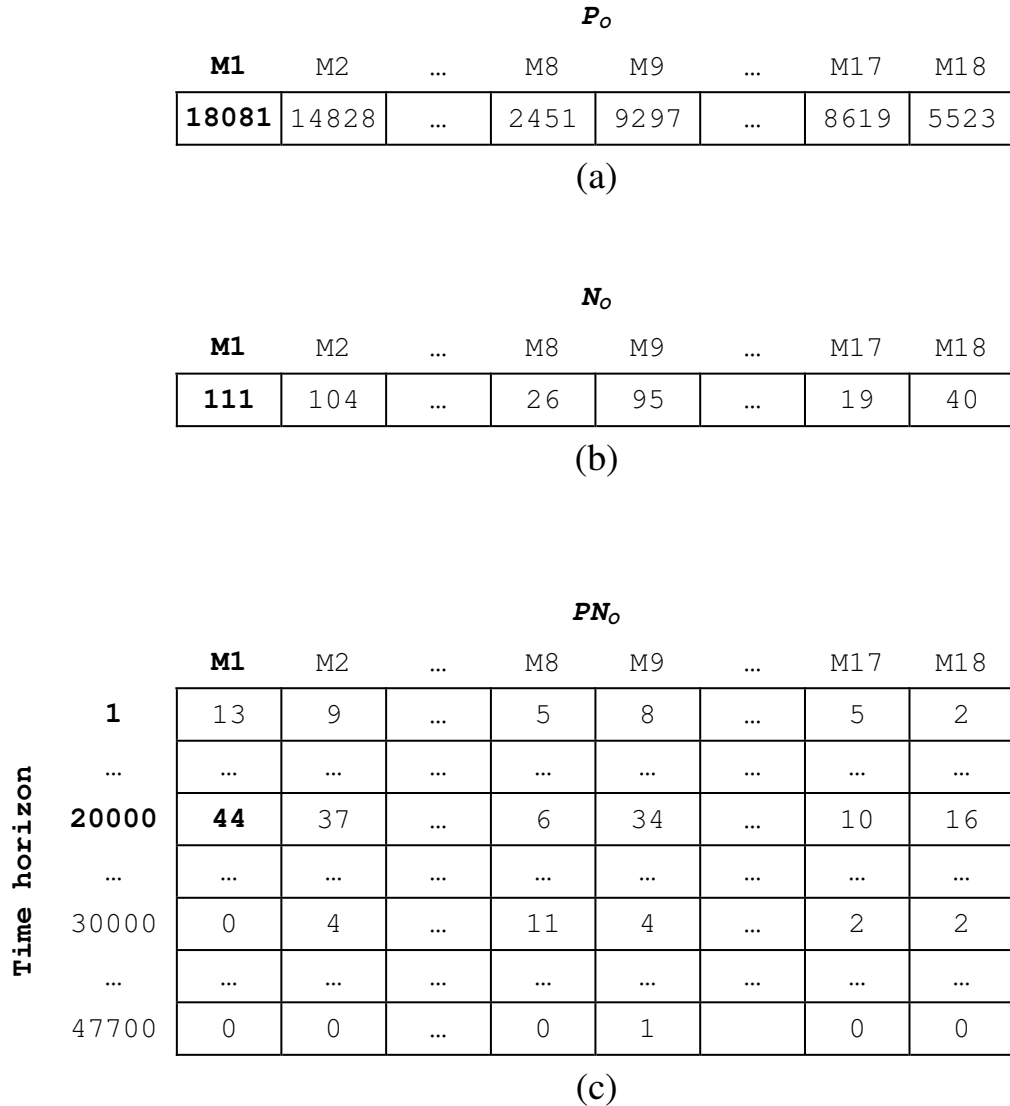 P_O
M1 M2 … M8 M9 … M17 M18
18081 14828 … 2451 9297 … 8619 5523
(a)
N_O
M1 M2 … M8 M9 … M17 M18
111 104 … 26 95 … 19 40
(b)
PN_O
M1 M2 … M8 M9 … M17 M18
Time horizon
1 13 9 … 5 8 … 5 2
… … … … … … … … …
20000 44 37 … 6 34 … 10 16
… … … … … … … … …
30000 0 4 … 11 4 … 2 2
… … … … … … … … …
47700 0 0 … 0 1 0 0
(c)